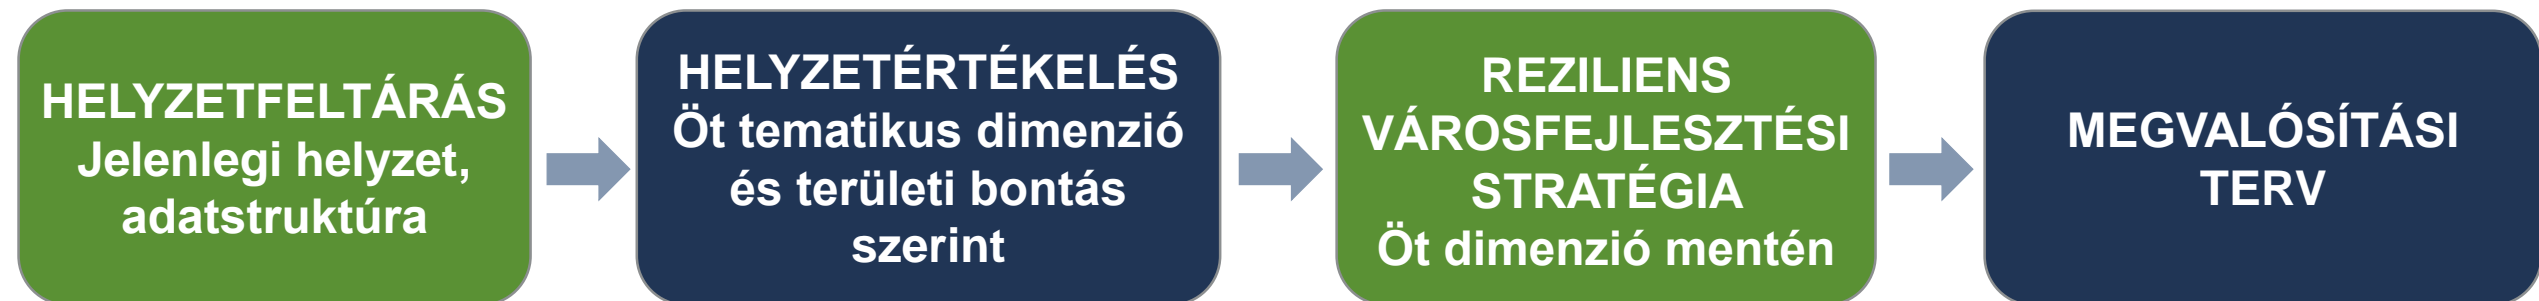 HELYZETFELTÁRÁS
Jelenlegi helyzet,
adatstruktúra
HELYZETÉRTÉKELÉS
Öt tematikus dimenzió
és területi bontás
szerint
REZILIENS
VÁROSFEJLESZTÉSI
STRATÉGIA
Öt dimenzió mentén
MEGVALÓSÍTÁSI
TERV